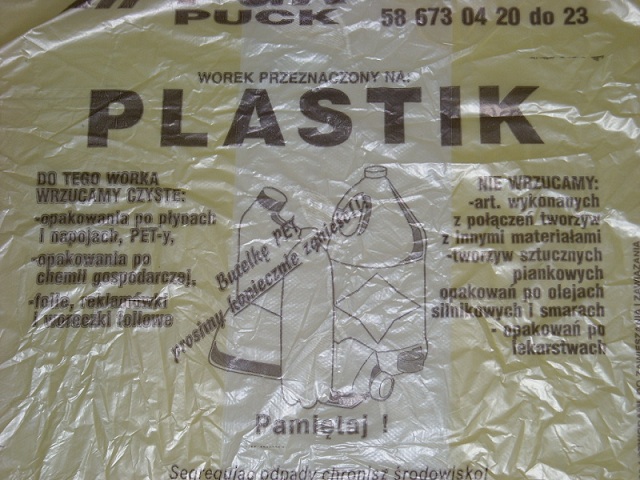 PUCK 58 673 04 20 do 23
WOREK PRZEZNACZONY NA:
PLASTIK
DO TEGO WORKA
WRZUCAMY CZYSTE:
-opakowania po płynach
i napojach, PET-y,
-opakowania po
chemii gospodarczej,
-folie, reklamówki
i woreczki foliowe
Butelkę PET,
prosimy koniecznie zgnieść!!!
NIE WRZUCAMY:
-art. wykonanych
z połączeń tworzyw
z innymi materiałami
-tworzyw sztucznych
piankowych
opakowań po olejach
silnikowych i smarach
- opakowań po
lekarstwach
Pamiętaj !
Segregując odpady chronisz środowisko!